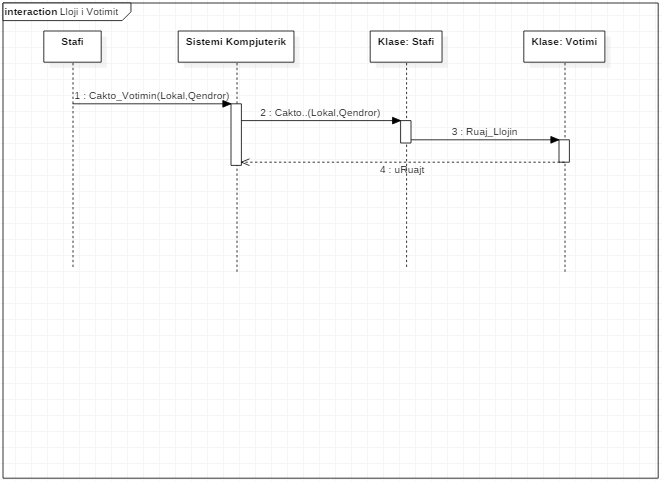 interaction Lloji i Votimit
Stafi
Sistemi Kompjuterik
Klase: Stafi
Klase: Votimi
1 : Cakto_Votimin(Lokal,Qendror)
2 : Cakto..(Lokal,Qendror)
3 : Ruaj_Llojin
4 : uRuajt